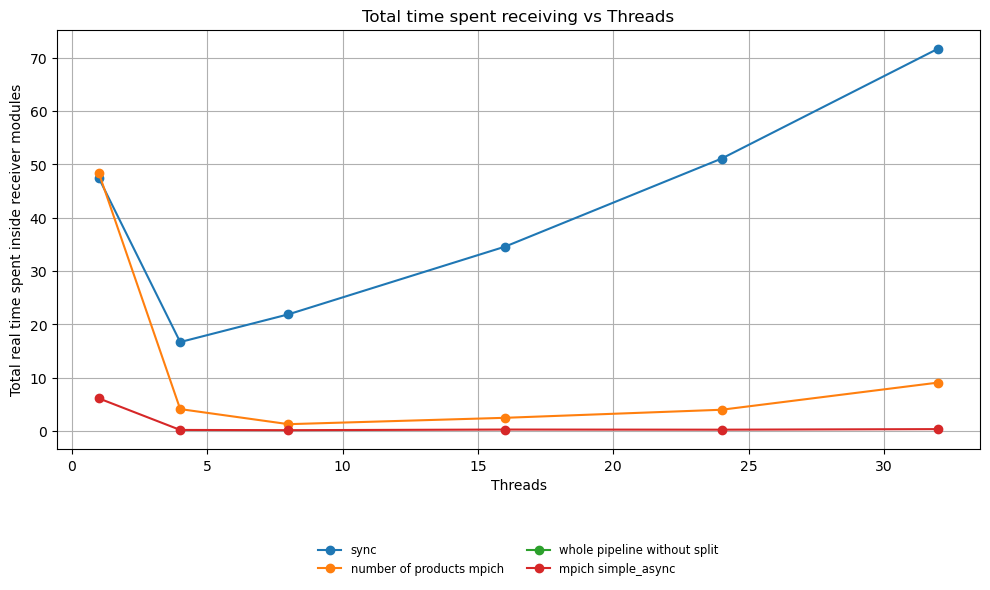 Total time spent receiving vs Threads
Total real time spent inside receiver modules
70
60
50
40
30
20
10
0
0 5 10 15 20 25 30
Threads
sync
number of products mpich
whole pipeline without split
mpich simple_async